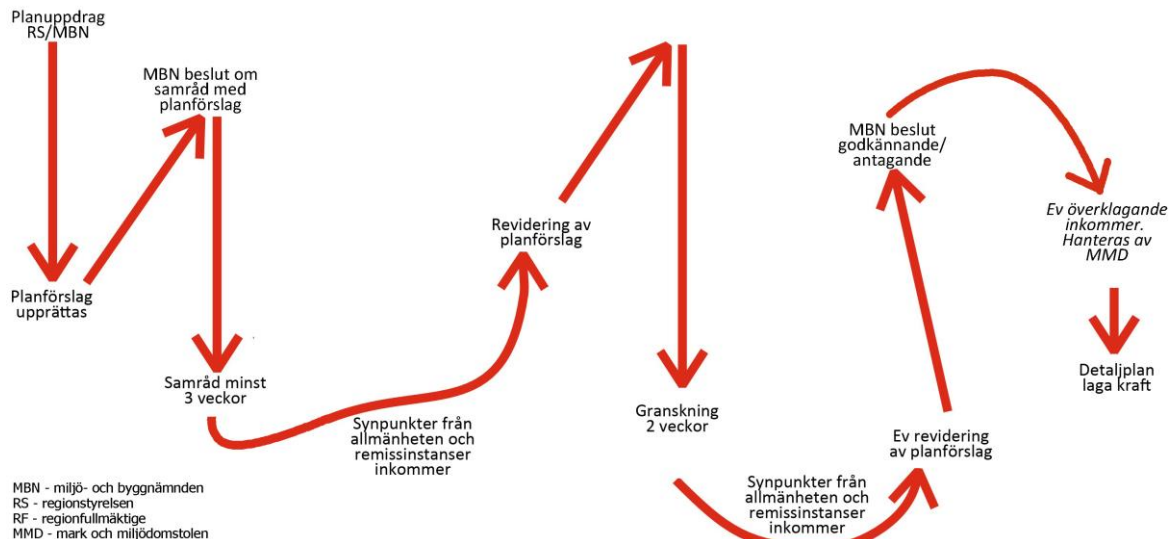 Planuppdrag
RS/MBN
MBN beslut om
samråd med
planförslag
Planförslag
upprättas
Samråd minst
3 veckor
Synpunkter från
allmänheten och
remissinstanser
inkommer
Revidering av
planförslag
Granskning
2 veckor
Synpunkter från
allmänheten och
remissinstanser
inkommer
Ev revidering
av planförslag
MBN beslut
godkännande/
antagande
Ev överklagande
inkommer.
Hanteras av
MMD
Detaljplan
laga kraft
MBN - miljö- och byggnämnden
RS - regionstyrelsen
RF - regionfullmäktige
MMD - mark och miljödomstolen